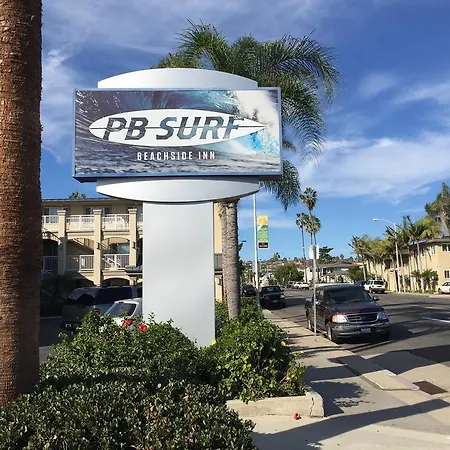 PB SURF
BEACHSIDE INN